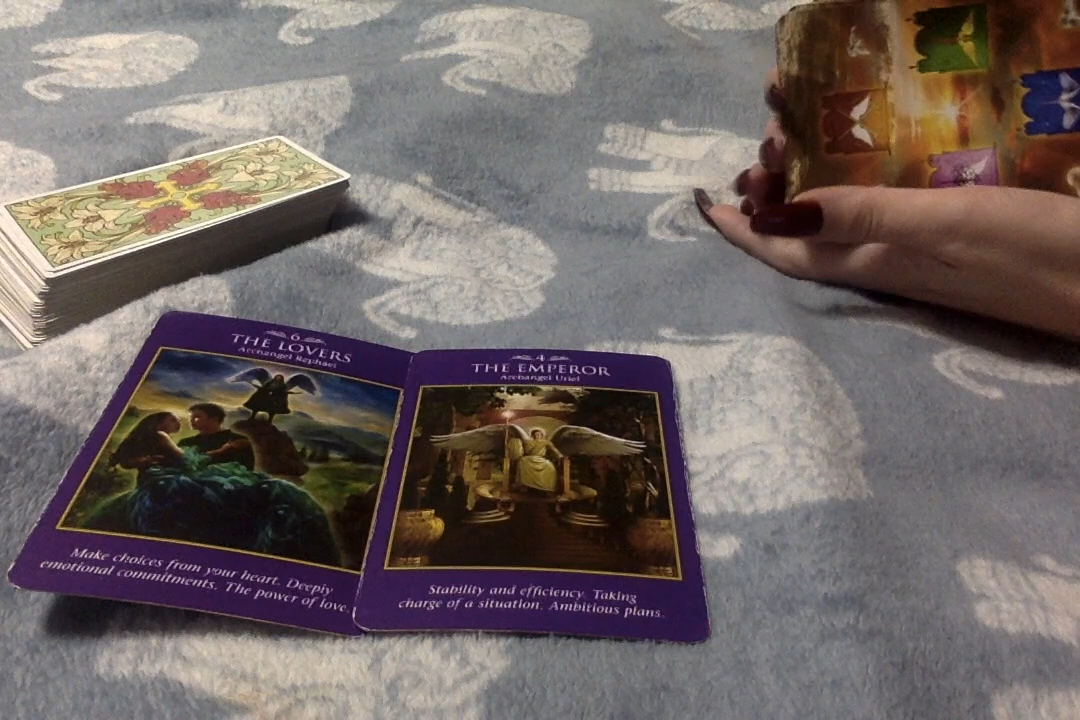 6
THE LOVERS
Archangel Raphael
Make choices from your heart. Deeply
emotional commitments. The power of love.
4
THE EMPEROR
Archangel Uriel
Stability and efficiency. Taking
charge of a situation. Ambitious plans.